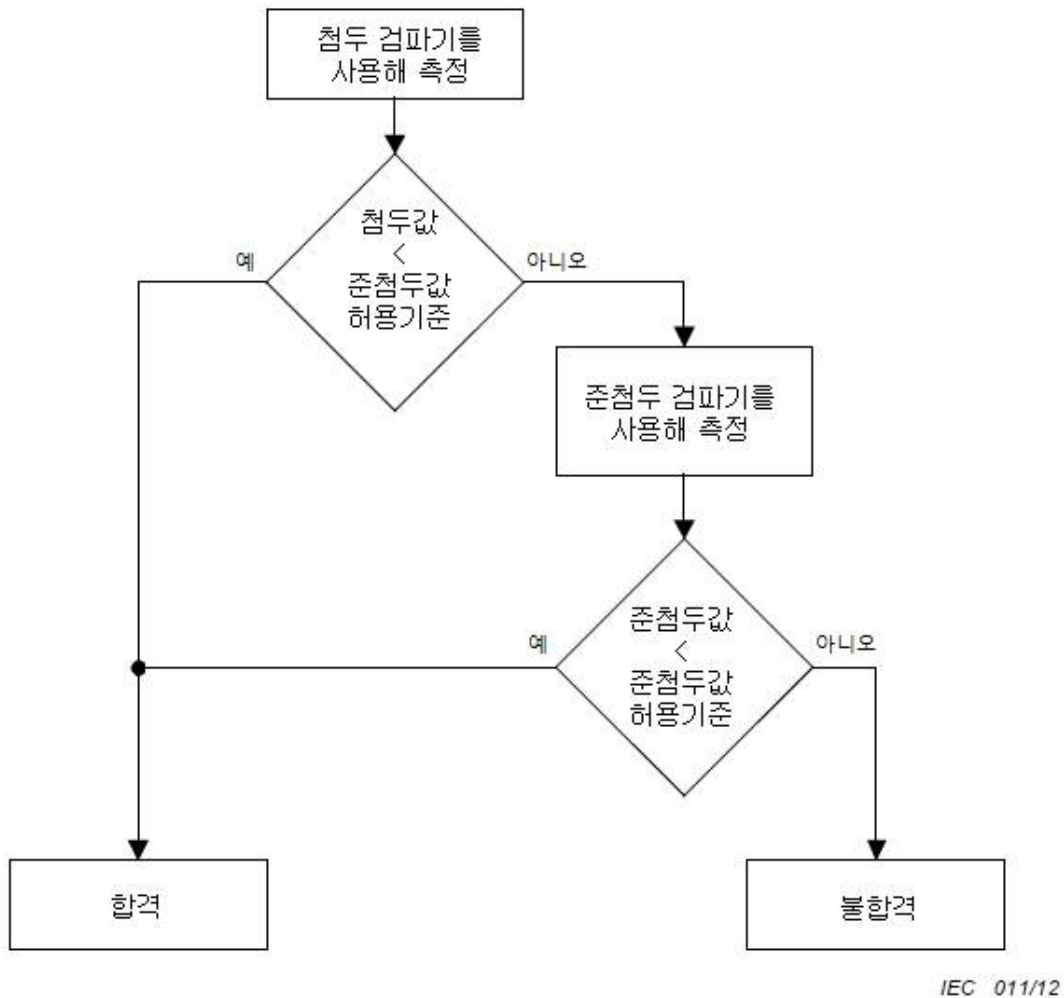 첨두 검파기를
사용해 측정
첨두값
<
준첨두값
허용기준
예
아니오
준첨두 검파기를
사용해 측정
준첨두값
<
준첨두값
허용기준
예
아니오
합격
불합격
IEC 011/12